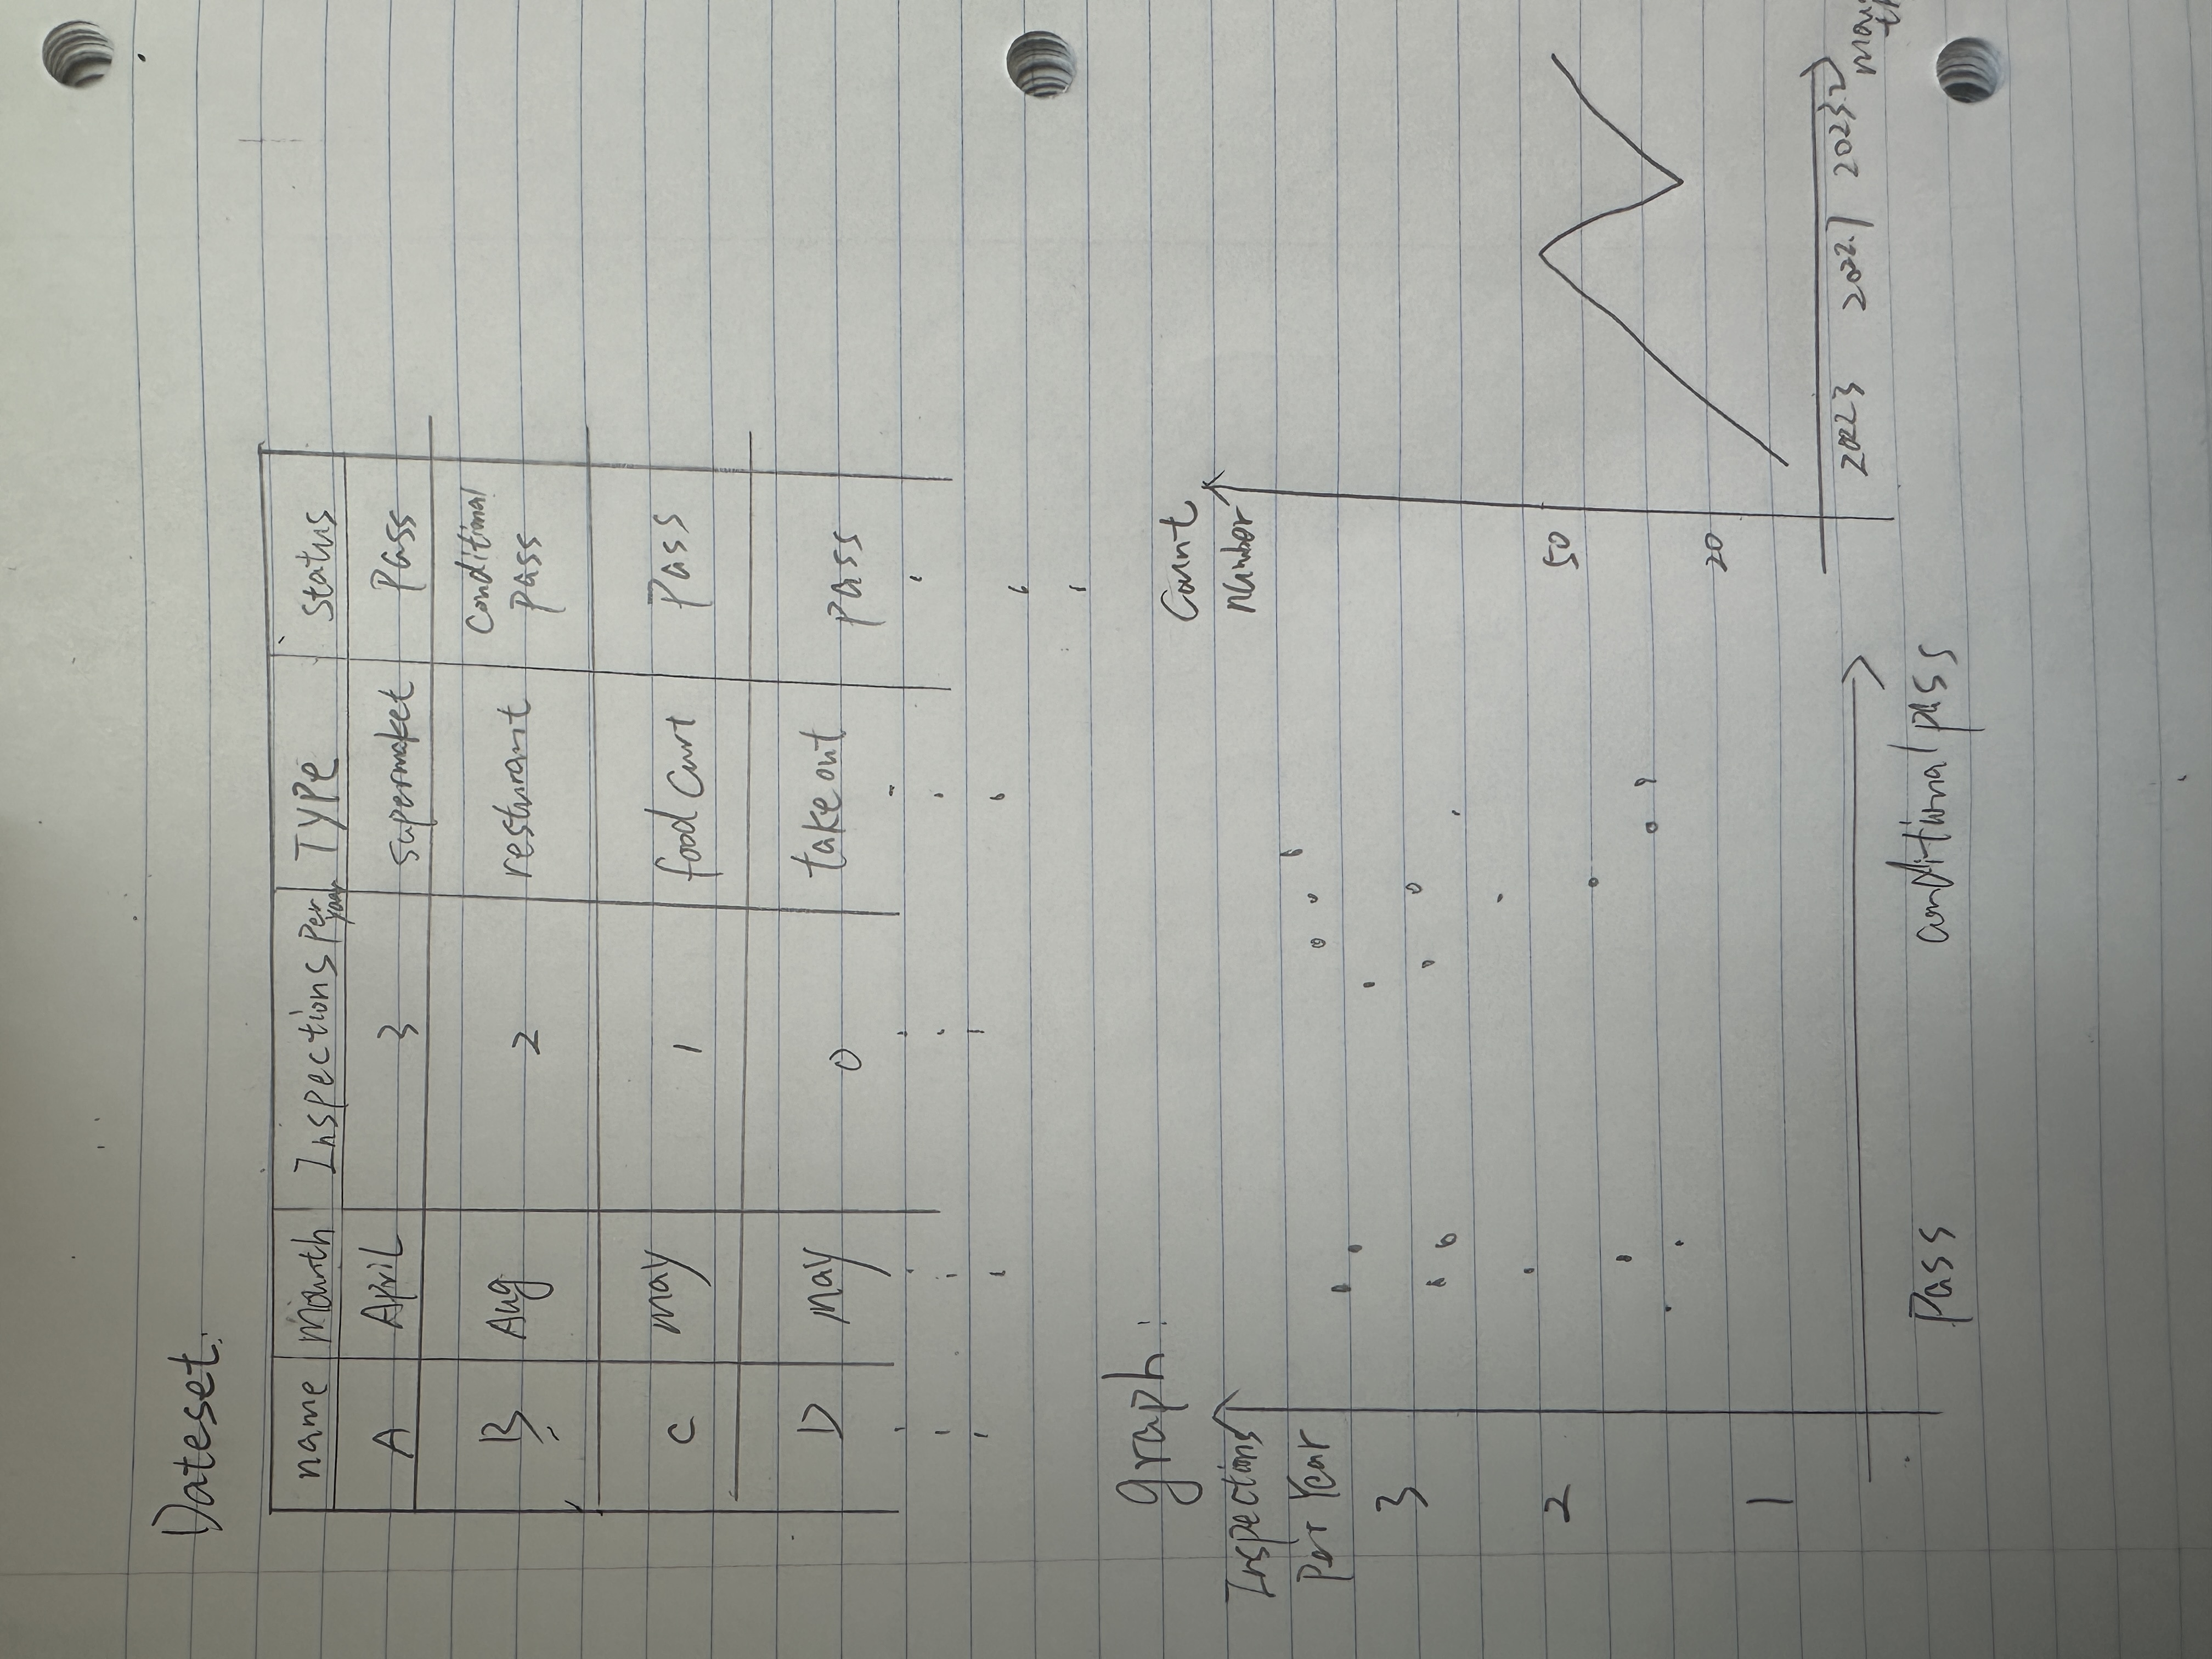 Dateset:
name Mounth Inspections Per year TYPE status
A April 3 supermaket Pass
B Aug 2 resturant Conditional pass
C may 1 food Curt Pass
D may 0 take out pass
graph:
Inspections
Per Year
3
2
1
Pass conditional pass
Count
number
50
20
2022.3 2022.7 2023.2
moun
th